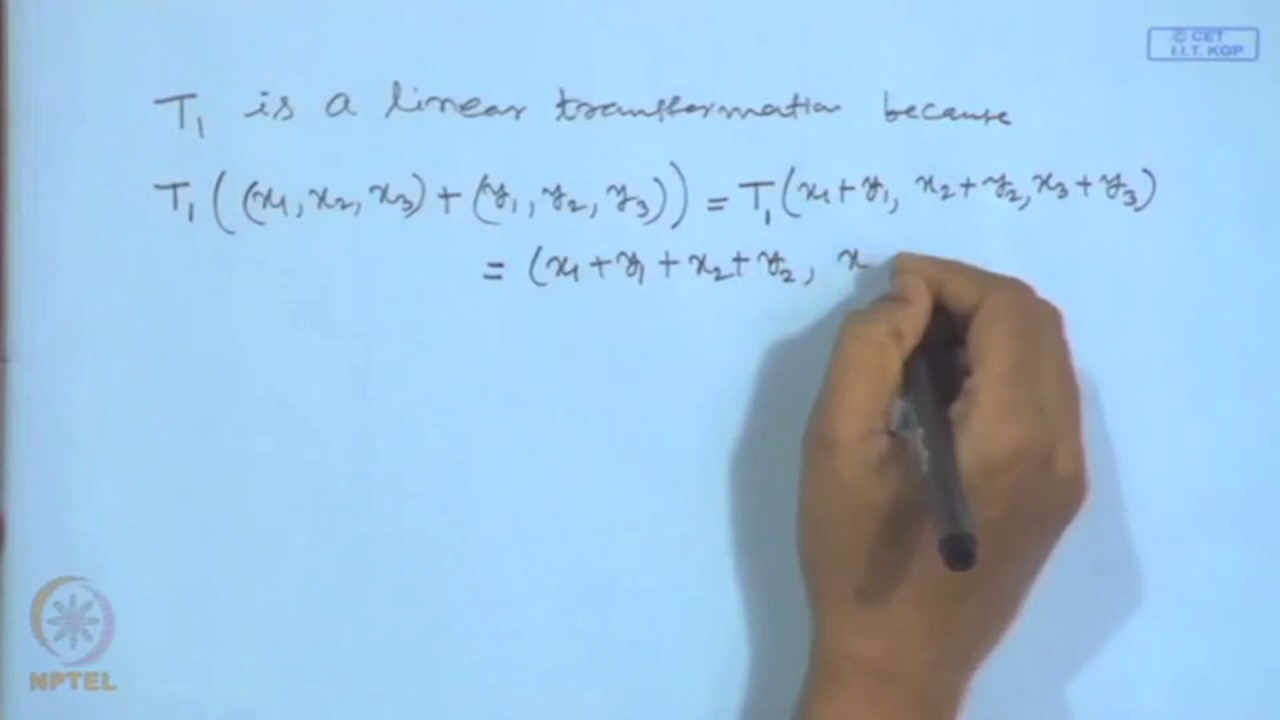 © CET
I.I.T. KGP
T₁ is a linear transformation because
T₁((x₁, x₂, x₃) + (y₁, y₂, y₃)) = T₁(x₁ + y₁, x₂ + y₂, x₃ + y₃)
= (x₁ + y₁ + x₂ + y₂, x
NPTEL